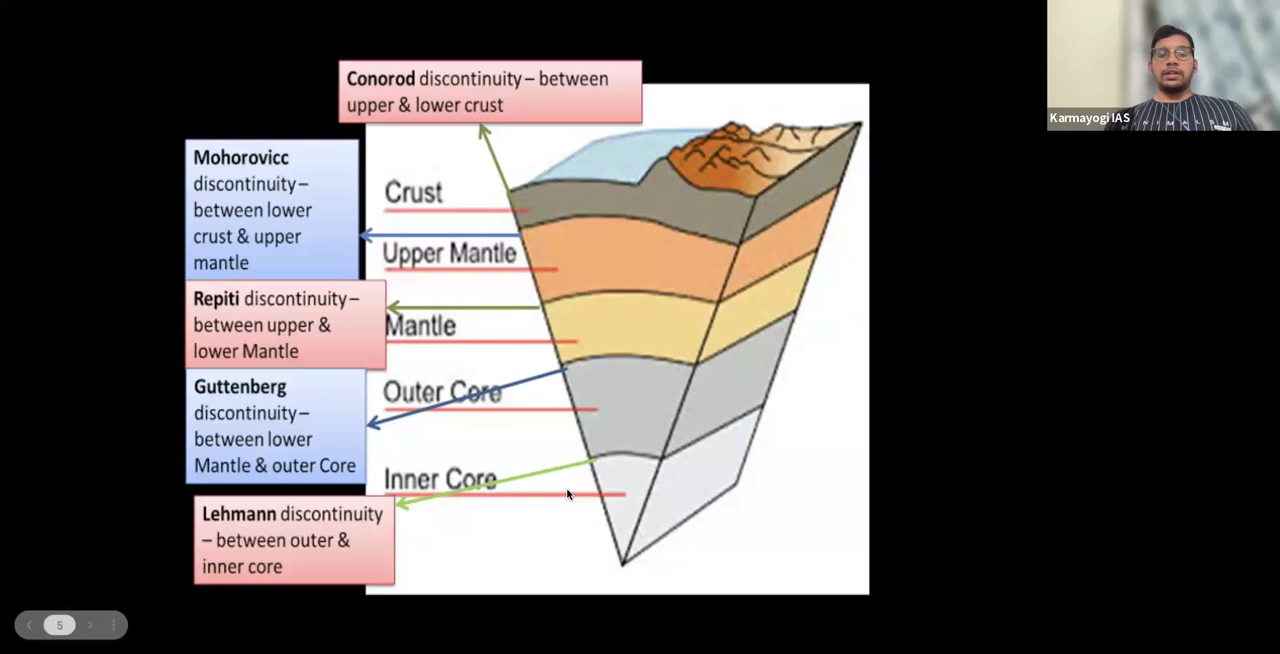 Conorod discontinuity – between
upper & lower crust
Karmayogi IAS
Mohorovicc
discontinuity –
between lower
crust & upper
mantle
Crust
Upper Mantle
Repiti discontinuity –
between upper &
lower Mantle
Mantle
Guttenberg
discontinuity –
between lower
Mantle & outer Core
Outer Core
Inner Core
Lehmann discontinuity
– between outer &
inner core
5